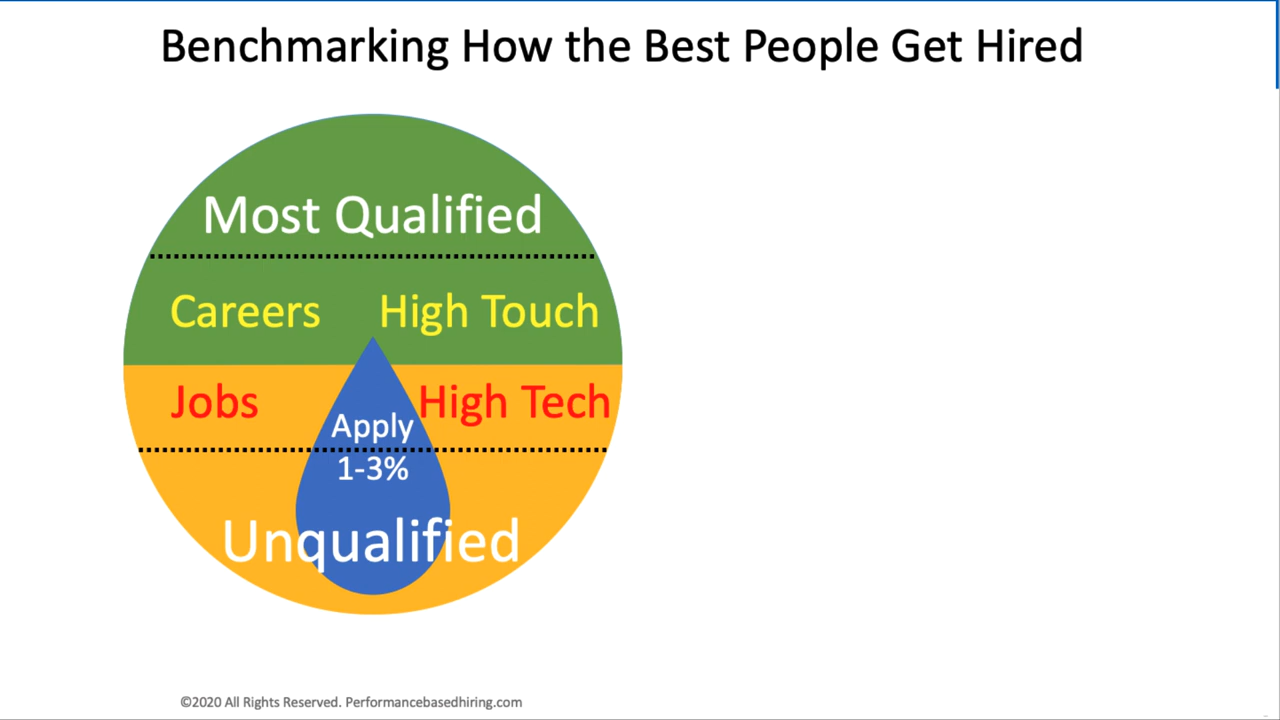 Benchmarking How the Best People Get Hired
Most Qualified
Careers High Touch
Jobs High Tech
Apply
1-3%
Unqualified
©2020 All Rights Reserved. Performancebasedhiring.com